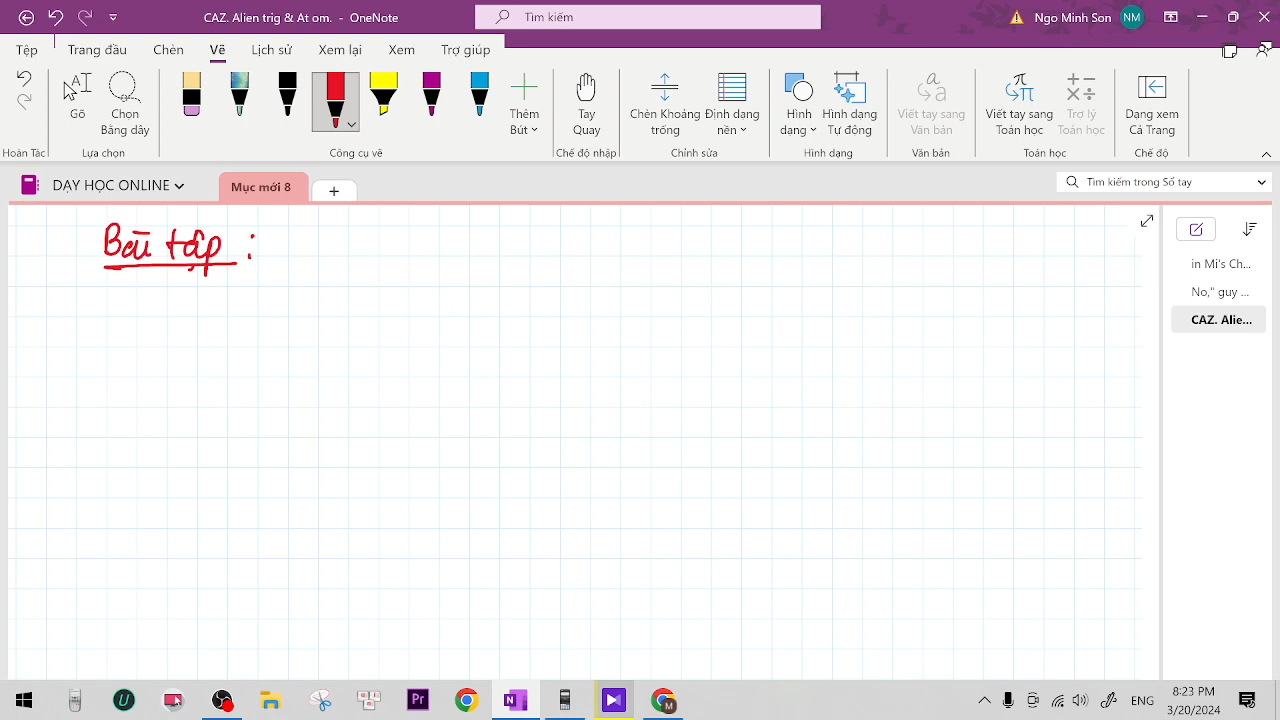 CAZ. Alien & Atom. - OneNote
Tìm kiếm
Ngo Minh Son
NM
Tệp Trang đầu Chèn Vẽ Lịch sử Xem lại Xem Trợ giúp
Gõ
Chọn Bằng dây
Thêm Bút
Tay Quay
Chèn Khoảng trống
Định dạng nền
Hình dạng
Hình dạng Tự động
Viết tay sang Văn bản
Viết tay sang Toán học
Trợ lý Toán học
Dạng xem Cả Trang
Hoàn Tác Lựa chọn Công cụ vẽ Chế độ nhập Chỉnh sửa Hình dạng Văn bản Toán học Chế độ
DẠY HỌC ONLINE
Mục mới 8
+
Tìm kiếm trong Sổ tay
Bài tập :
in Mi's Ch...
No," guy ...
CAZ. Alie...
ENG
8:23 PM
3/20/2024